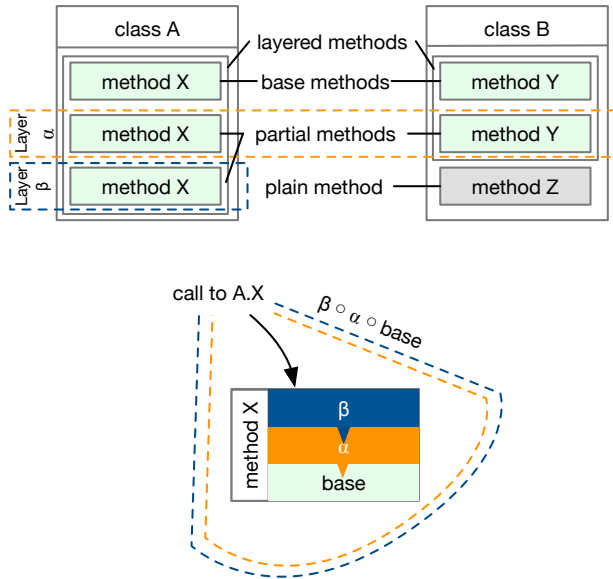 class A
layered methods
class B
method X
base methods
method Y
Layer
α
method X
partial methods
method Y
Layer
β
method X
plain method
method Z
call to A.X
β ○ α ○ base
method X
β
α
base